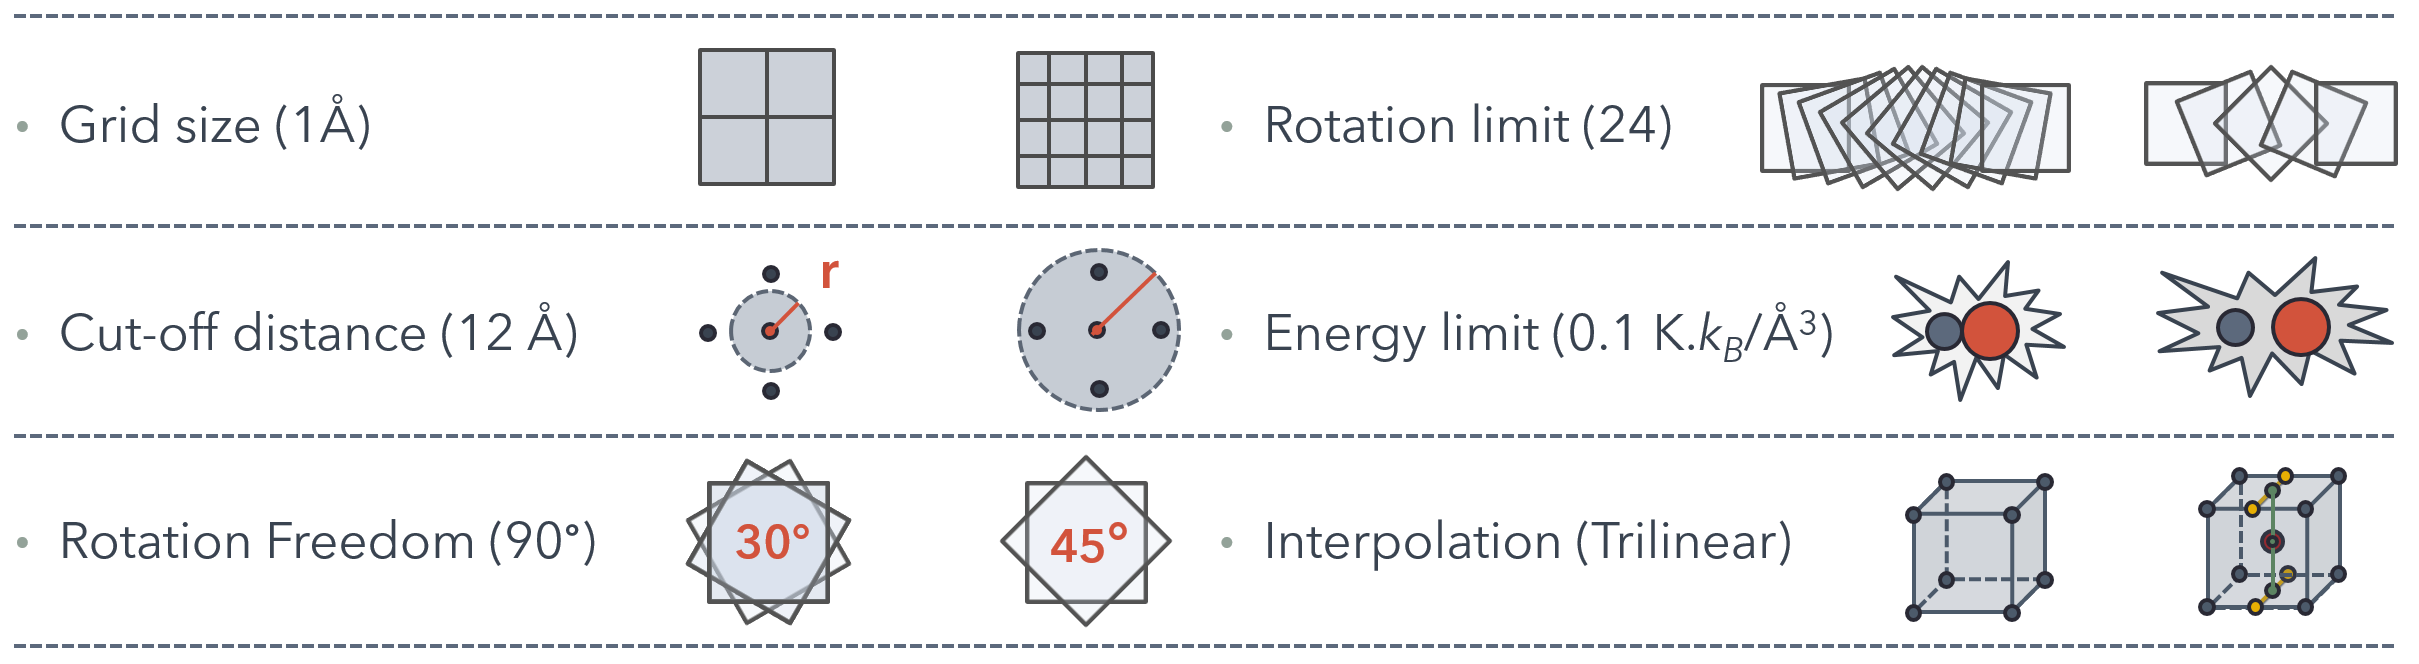 • Grid size (1Å)
• Rotation limit (24)
• Cut-off distance (12 Å)
r
• Energy limit (0.1 K.k_B/Å³)
• Rotation Freedom (90°)
30°
45°
• Interpolation (Trilinear)